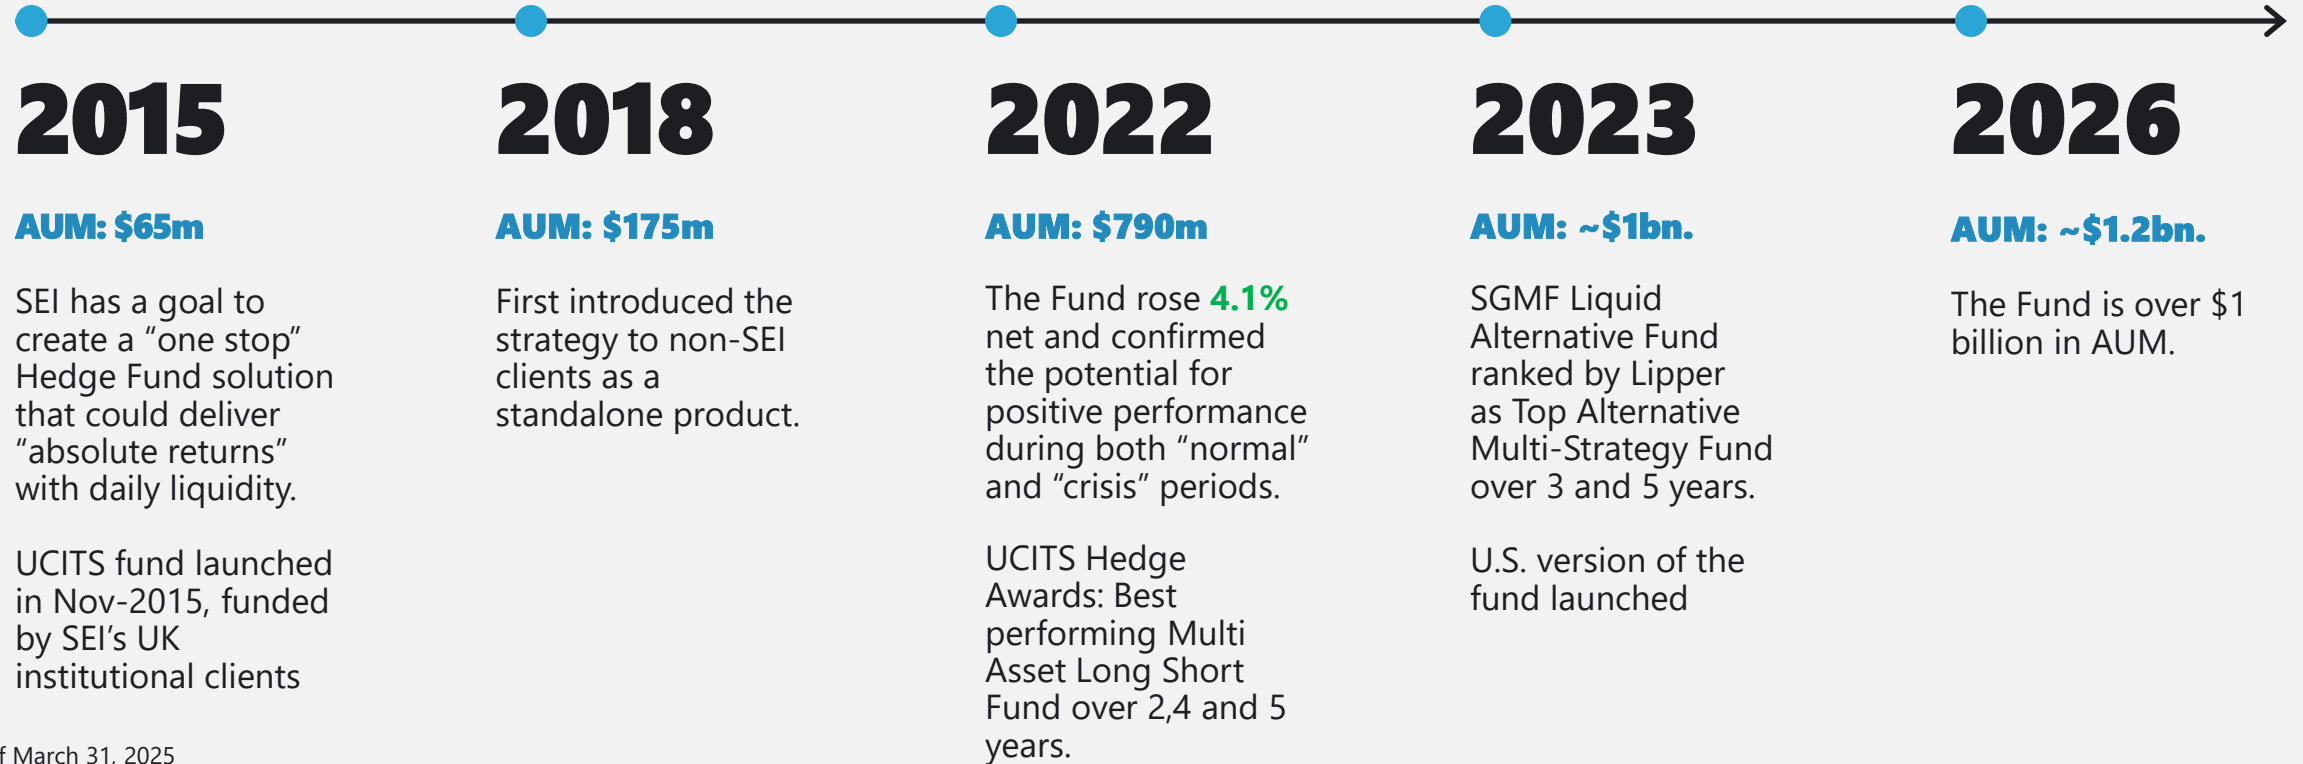 2015
AUM: $65m
SEI has a goal to
create a “one stop”
Hedge Fund solution
that could deliver
“absolute returns”
with daily liquidity.
UCITS fund launched
in Nov-2015, funded
by SEI’s UK
institutional clients
2018
AUM: $175m
First introduced the
strategy to non-SEI
clients as a
standalone product.
2022
AUM: $790m
The Fund rose 4.1%
net and confirmed
the potential for
positive performance
during both “normal”
and “crisis” periods.
UCITS Hedge
Awards: Best
performing Multi
Asset Long Short
Fund over 2,4 and 5
years.
2023
AUM: ~$1bn.
SGMF Liquid
Alternative Fund
ranked by Lipper
as Top Alternative
Multi-Strategy Fund
over 3 and 5 years.
U.S. version of the
fund launched
2026
AUM: ~$1.2bn.
The Fund is over $1
billion in AUM.
f March 31, 2025